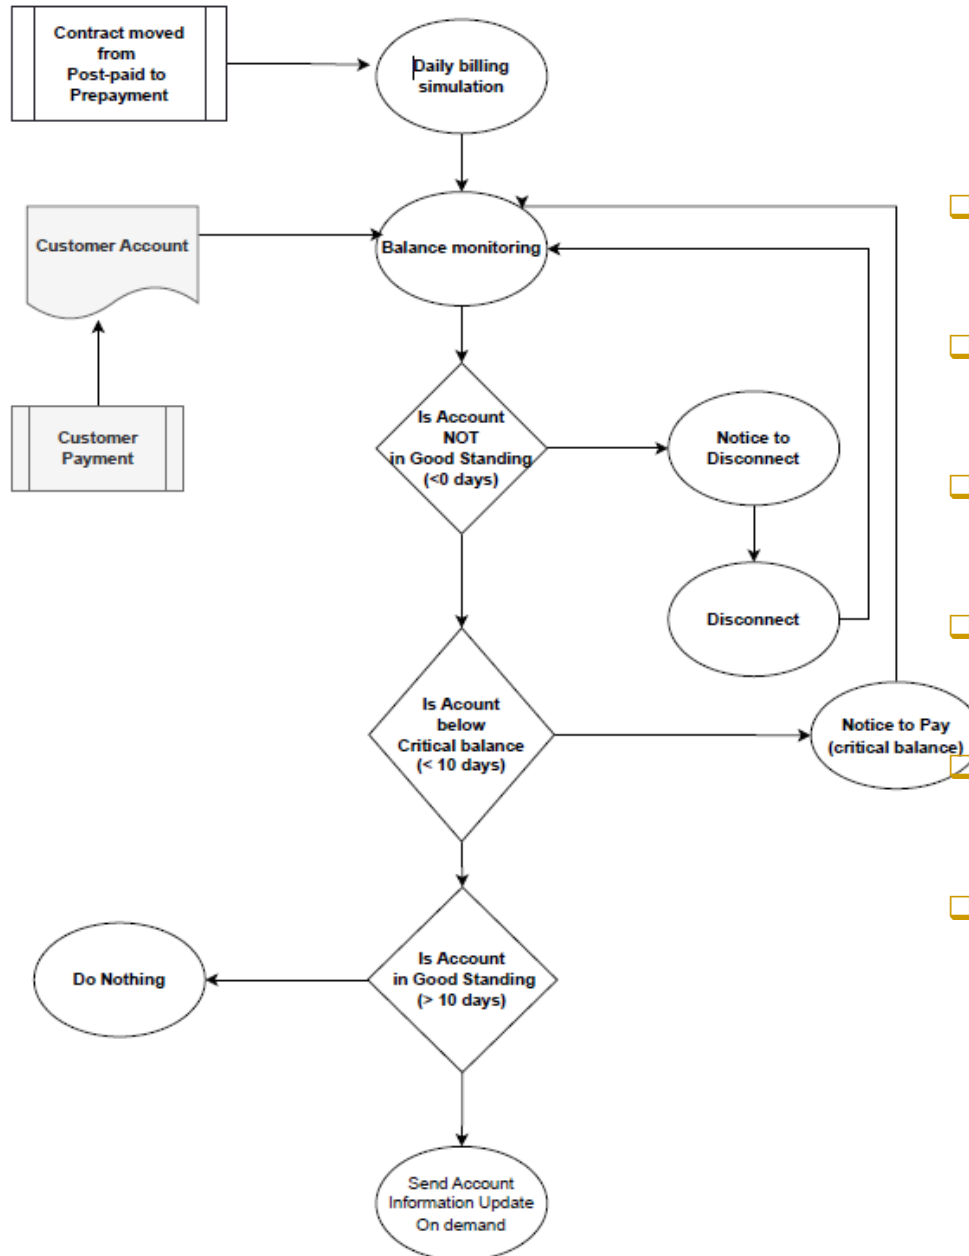 Contract moved
from
Post-paid to
Prepayment
Daily billing
simulation
Customer Account
Balance monitoring
Customer
Payment
Is Account
NOT
in Good Standing
(<0 days)
Notice to
Disconnect
Disconnect
Is Acount
below
Critical balance
(< 10 days)
Notice to Pay
(critical balance)
Is Account
in Good Standing
(> 10 days)
Do Nothing
Send Account
Information Update
On demand